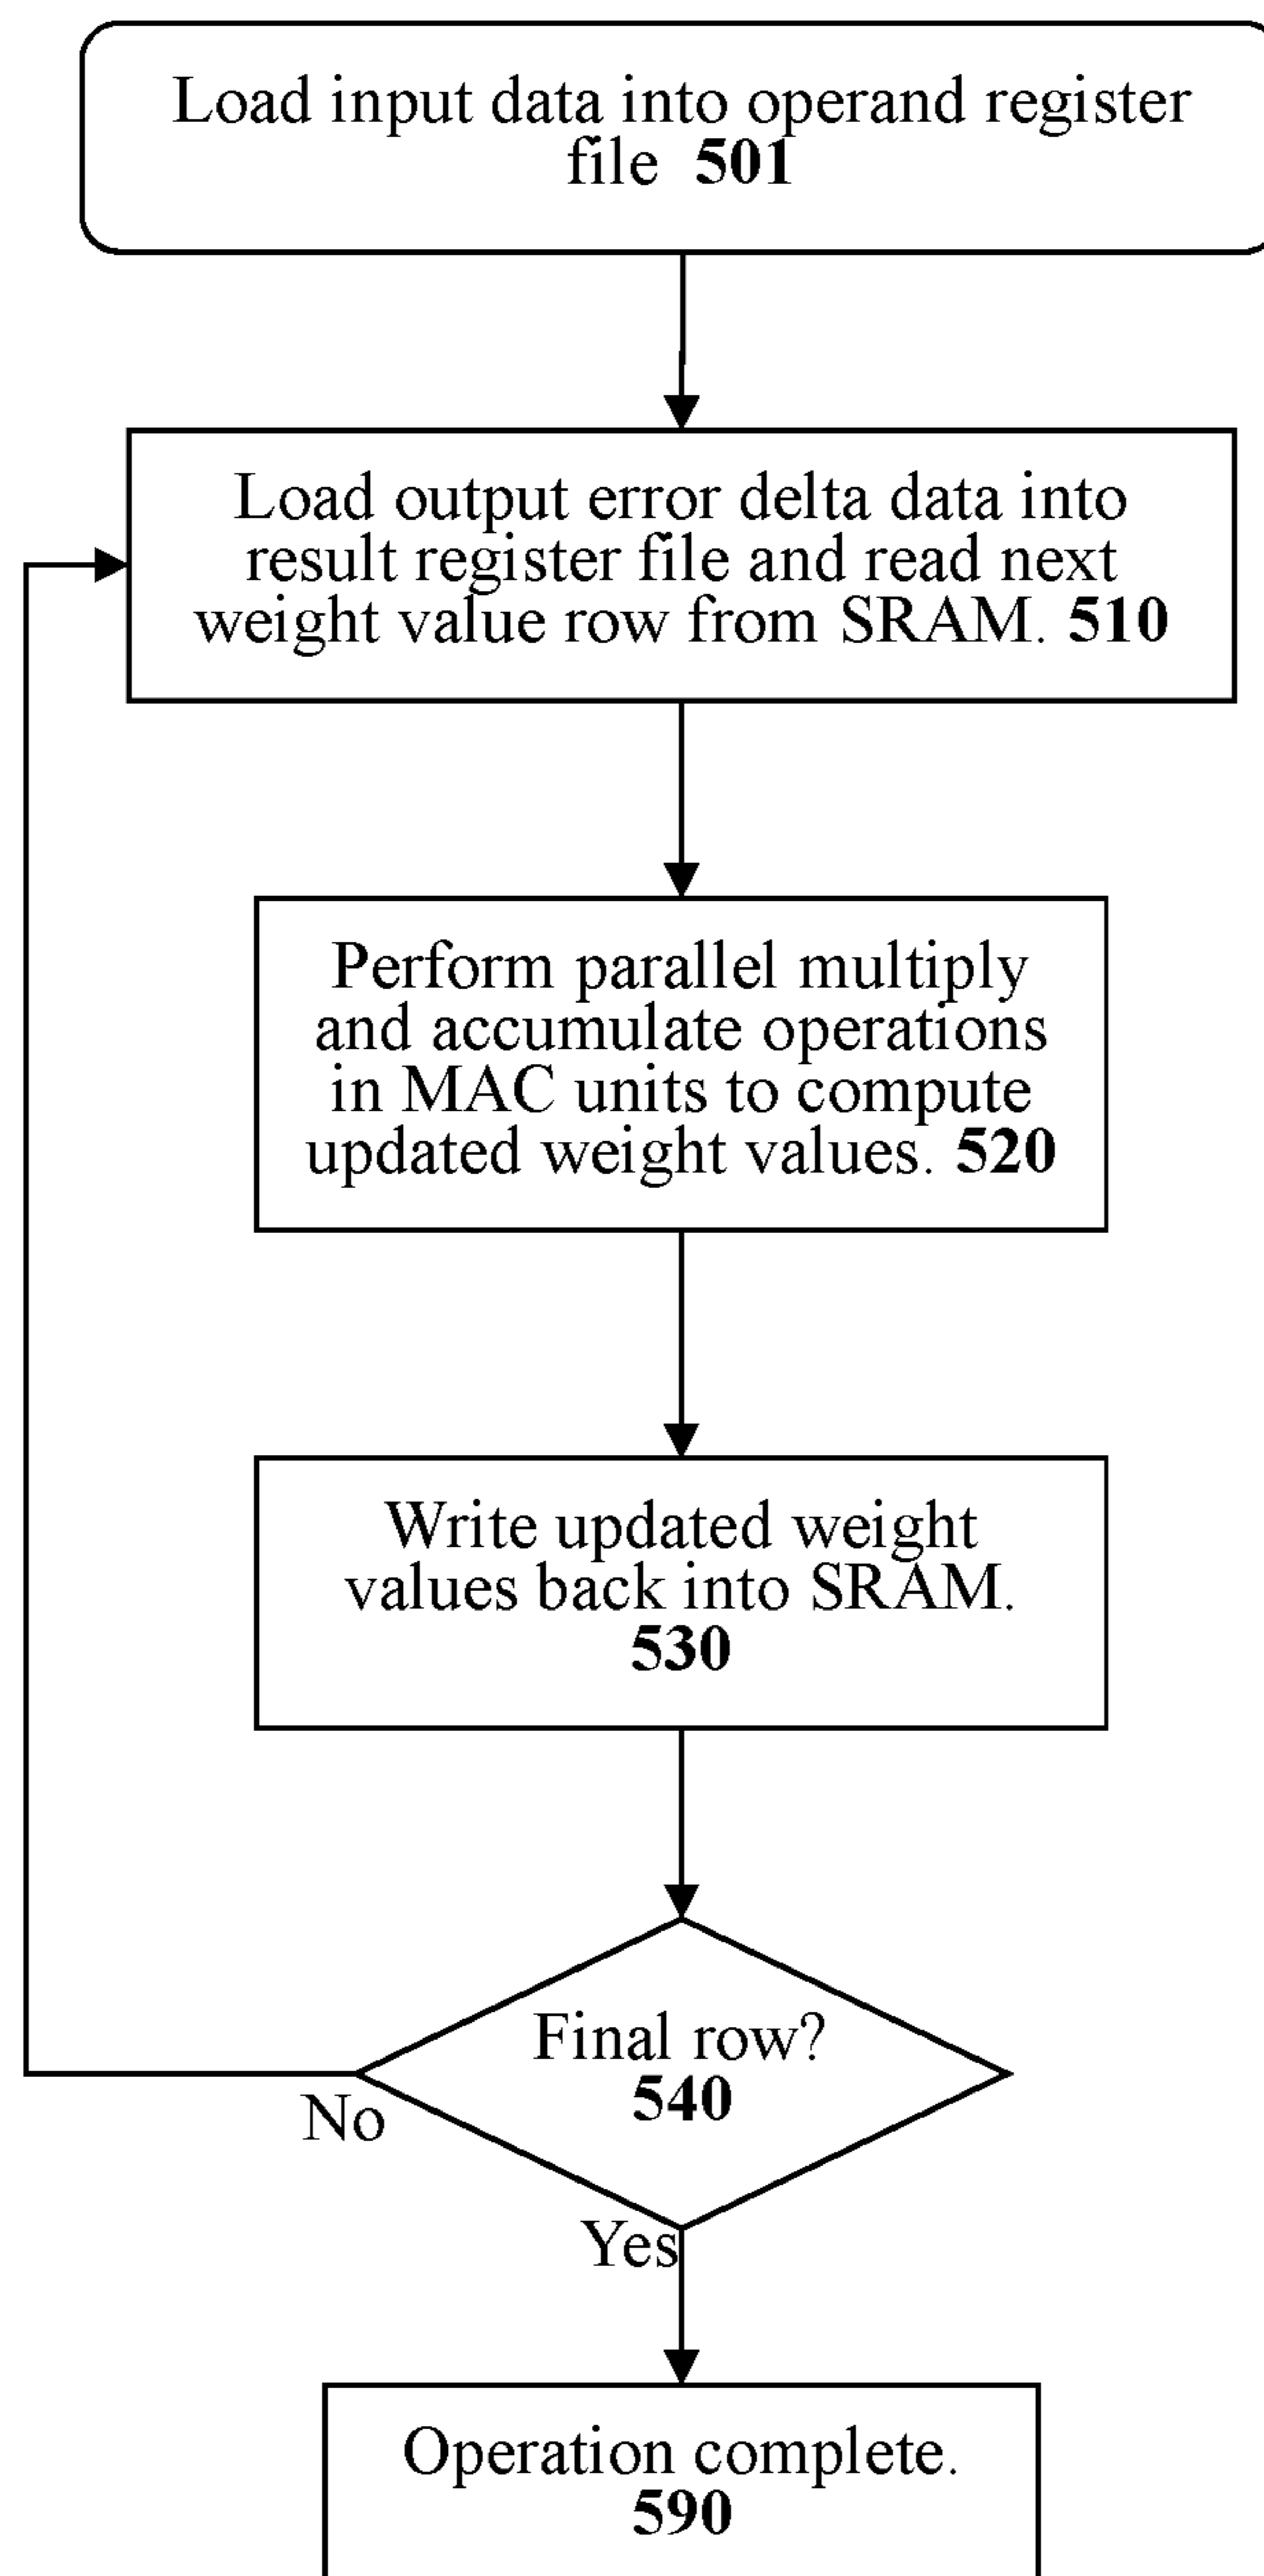 Load input data into operand register
file 501
Load output error delta data into
result register file and read next
weight value row from SRAM. 510
Perform parallel multiply
and accumulate operations
in MAC units to compute
updated weight values. 520
Write updated weight
values back into SRAM.
530
Final row?
540
No
Yes
Operation complete.
590